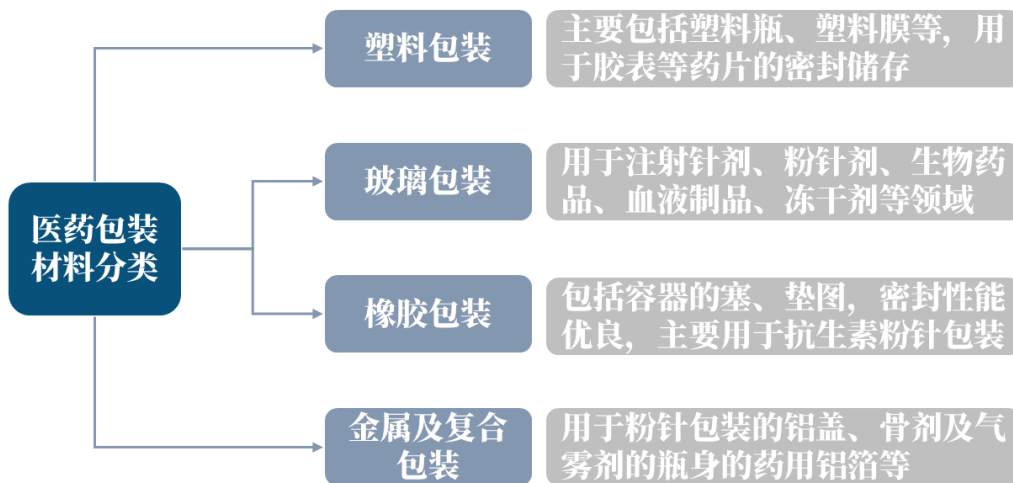 医药包装
材料分类
塑料包装
主要包括塑料瓶、塑料膜等，用
于胶表等药片的密封储存
玻璃包装
用于注射针剂、粉针剂、生物药
品、血液制品、冻干剂等领域
橡胶包装
包括容器的塞、垫图，密封性能
优良，主要用于抗生素粉针包装
金属及复合
包装
用于粉针包装的铝盖、骨剂及气
雾剂的瓶身的药用铝箔等